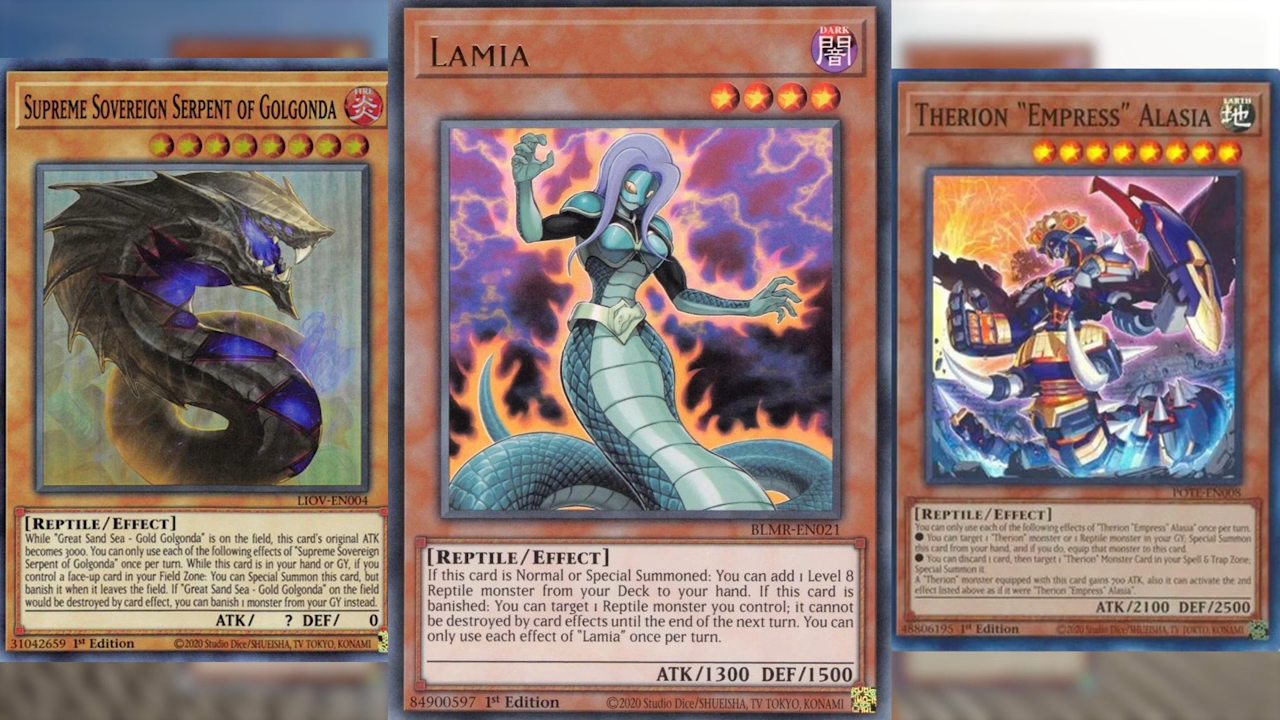 SUPREME SOVEREIGN SERPENT OF GOLGONDA
FIRE
炎
LIOV-EN004
[REPTILE/EFFECT]
While "Great Sand Sea - Gold Golgonda" is on the field, this card's original ATK
becomes 3000. You can only use each of the following effects of "Supreme Sovereign
Serpent of Golgonda" once per turn. While this card is in your hand or GY, if you
control a face-up card in your Field Zone: You can Special Summon this card, but
banish it when it leaves the field. If "Great Sand Sea - Gold Golgonda" on the field
would be destroyed by card effect, you can banish 1 monster from your GY instead.
ATK/ ? DEF/ 0
31042659 1st Edition ©2020 Studio Dice/SHUEISHA, TV TOKYO, KONAMI
LAMIA
DARK
闇
BLMR-EN021
[REPTILE/EFFECT]
If this card is Normal or Special Summoned: You can add 1 Level 8
Reptile monster from your Deck to your hand. If this card is
banished: You can target 1 Reptile monster you control; it cannot
be destroyed by card effects until the end of the next turn. You can
only use each effect of "Lamia" once per turn.
ATK/1300 DEF/1500
84900597 1st Edition ©2020 Studio Dice/SHUEISHA, TV TOKYO, KONAMI
THERION "EMPRESS" ALASIA
EARTH
地
POTE-EN008
[REPTILE/EFFECT]
You can only use each of the following effects of "Therion "Empress" Alasia" once per turn.
● You can target 1 "Therion" monster or 1 Reptile monster in your GY; Special Summon
this card from your hand, and if you do, equip that monster to this card.
● You can discard 1 card, then target 1 "Therion" Monster Card in your Spell & Trap Zone;
Special Summon it.
A "Therion" monster equipped with this card gains 700 ATK, also it can activate the 2nd
effect listed above as if it were "Therion "Empress" Alasia".
ATK/2100 DEF/2500
48806195 1st Edition ©2020 Studio Dice/SHUEISHA, TV TOKYO, KONAMI